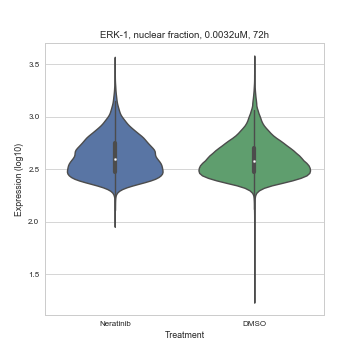 ERK-1, nuclear fraction, 0.0032uM, 72h
3.5
3.0
2.5
2.0
1.5
Expression (log10)
Neratinib
DMSO
Treatment